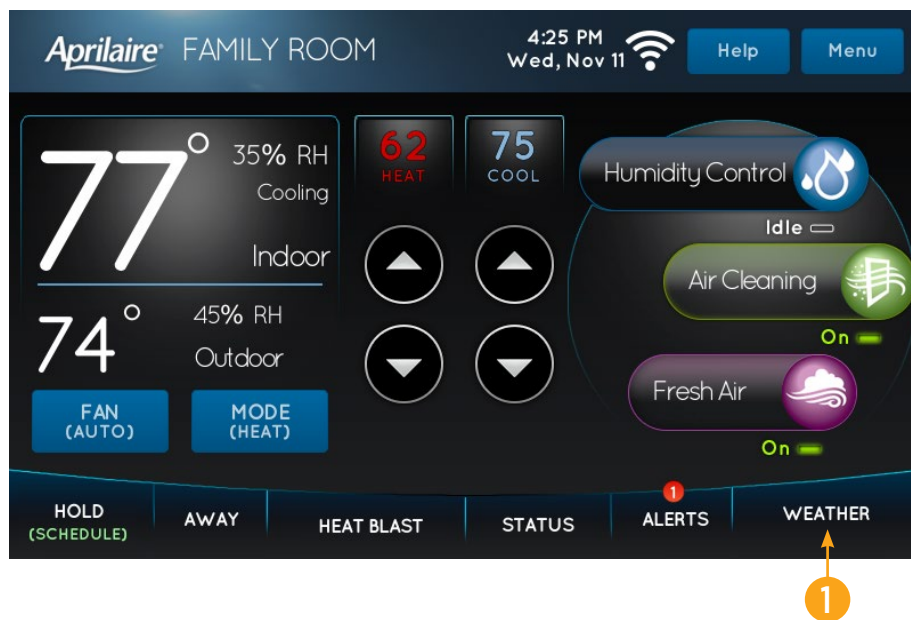 Aprilaire® FAMILY ROOM
4:25 PM
Wed, Nov 11
Help
Menu
77°
35% RH
Cooling
Indoor
74°
45% RH
Outdoor
62
HEAT
75
COOL
Humidity Control
Idle
Air Cleaning
On
Fresh Air
On
FAN
(AUTO)
MODE
(HEAT)
HOLD
(SCHEDULE)
AWAY
HEAT BLAST
STATUS
1
ALERTS
WEATHER
1